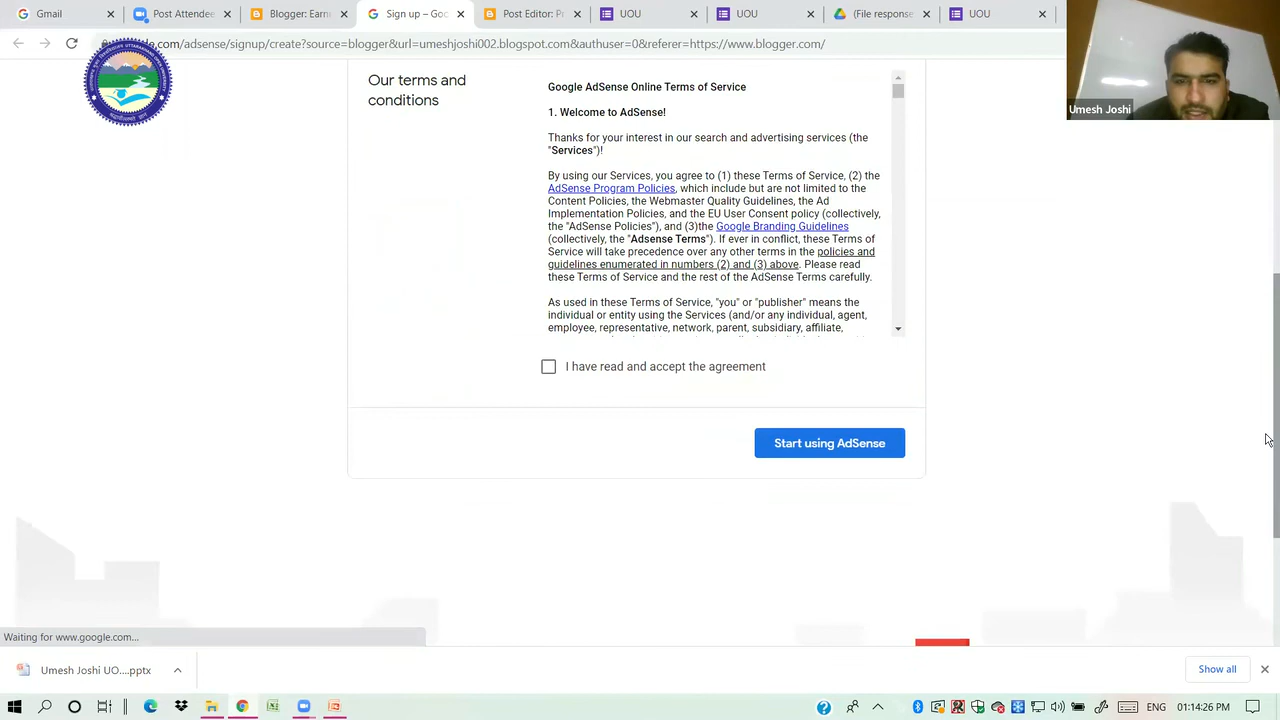 Gmail
Post Attendee
Blogger: Earni
Sign up – Goo
Post Editor: Pr
UOU
UOU
(File response
UOU
.com/adsense/signup/create?source=blogger&url=umeshjoshi002.blogspot.com/&authuser=0&referer=https://www.blogger.com/
Umesh Joshi
Our terms and
conditions
Google AdSense Online Terms of Service
1. Welcome to AdSense!
Thanks for your interest in our search and advertising services (the
"Services")!
By using our Services, you agree to (1) these Terms of Service, (2) the
AdSense Program Policies, which include but are not limited to the
Content Policies, the Webmaster Quality Guidelines, the Ad
Implementation Policies, and the EU User Consent policy (collectively,
the "AdSense Policies"), and (3)the Google Branding Guidelines
(collectively, the "Adsense Terms"). If ever in conflict, these Terms of
Service will take precedence over any other terms in the policies and
guidelines enumerated in numbers (2) and (3) above. Please read
these Terms of Service and the rest of the AdSense Terms carefully.
As used in these Terms of Service, "you" or "publisher" means the
individual or entity using the Services (and/or any individual, agent,
employee, representative, network, parent, subsidiary, affiliate,
I have read and accept the agreement
Start using AdSense
Waiting for www.google.com...
Umesh Joshi UO....pptx
Show all
ENG
01:14:26 PM